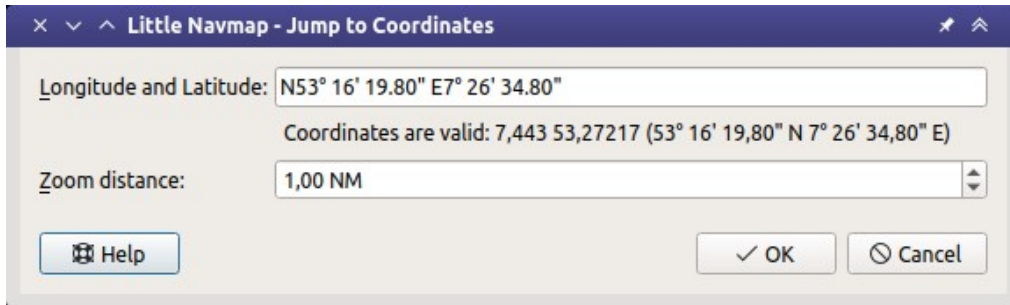 Little Navmap - Jump to Coordinates
Longitude and Latitude: N53° 16' 19.80" E7° 26' 34.80"
Coordinates are valid: 7,443 53,27217 (53° 16' 19,80" N 7° 26' 34,80" E)
Zoom distance: 1,00 NM
Help OK Cancel